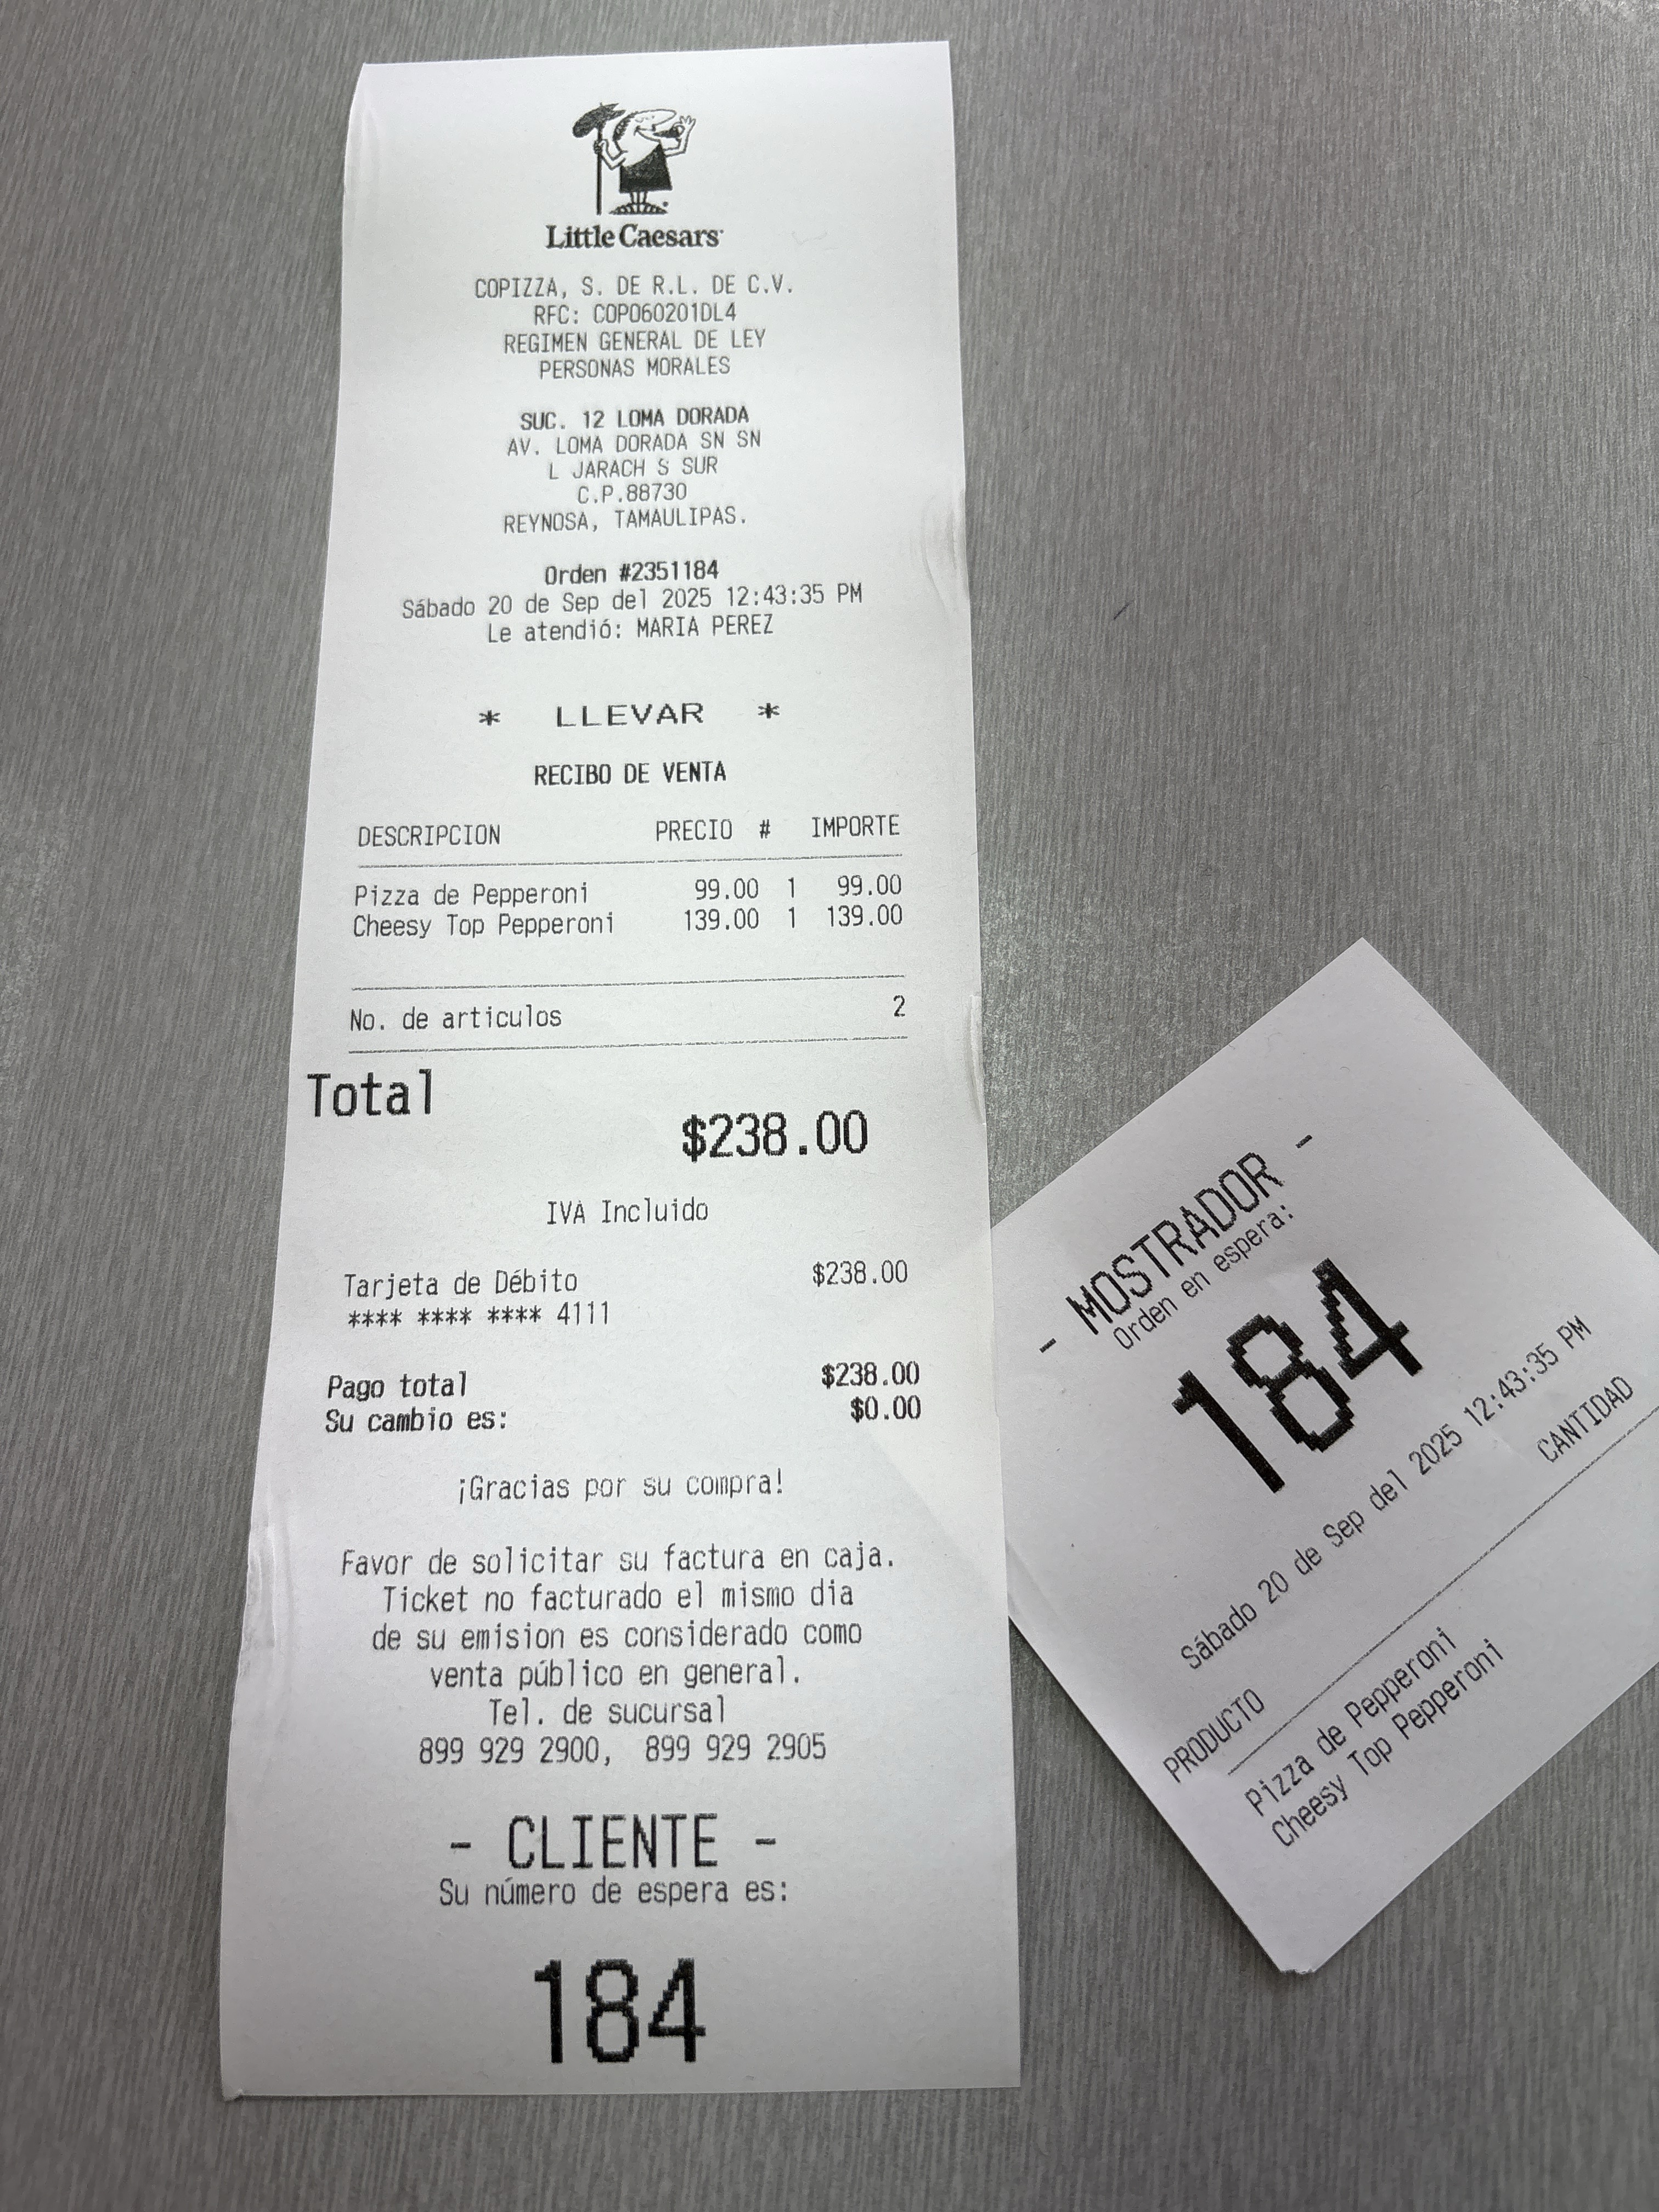 Little Caesars
COPIZZA, S. DE R.L. DE C.V.
RFC: COP060201DL4
REGIMEN GENERAL DE LEY
PERSONAS MORALES
SUC. 12 LOMA DORADA
AV. LOMA DORADA SN SN
L JARACH S SUR
C.P.88730
REYNOSA, TAMAULIPAS.
Orden #2351184
Sábado 20 de Sep del 2025 12:43:35 PM
Le atendió: MARIA PEREZ
* LLEVAR *
RECIBO DE VENTA
DESCRIPCION PRECIO # IMPORTE
Pizza de Pepperoni 99.00 1 99.00
Cheesy Top Pepperoni 139.00 1 139.00
No. de articulos 2
Total
$238.00
IVA Incluido
Tarjeta de Débito $238.00
**** **** **** 4111
Pago total $238.00
Su cambio es: $0.00
¡Gracias por su compra!
Favor de solicitar su factura en caja.
Ticket no facturado el mismo dia
de su emision es considerado como
venta público en general.
Tel. de sucursal
899 929 2900, 899 929 2905
- CLIENTE -
Su número de espera es:
184
- MOSTRADOR -
Orden en espera:
184
Sábado 20 de Sep del 2025 12:43:35 PM
PRODUCTO CANTIDAD
Pizza de Pepperoni
Cheesy Top Pepperoni